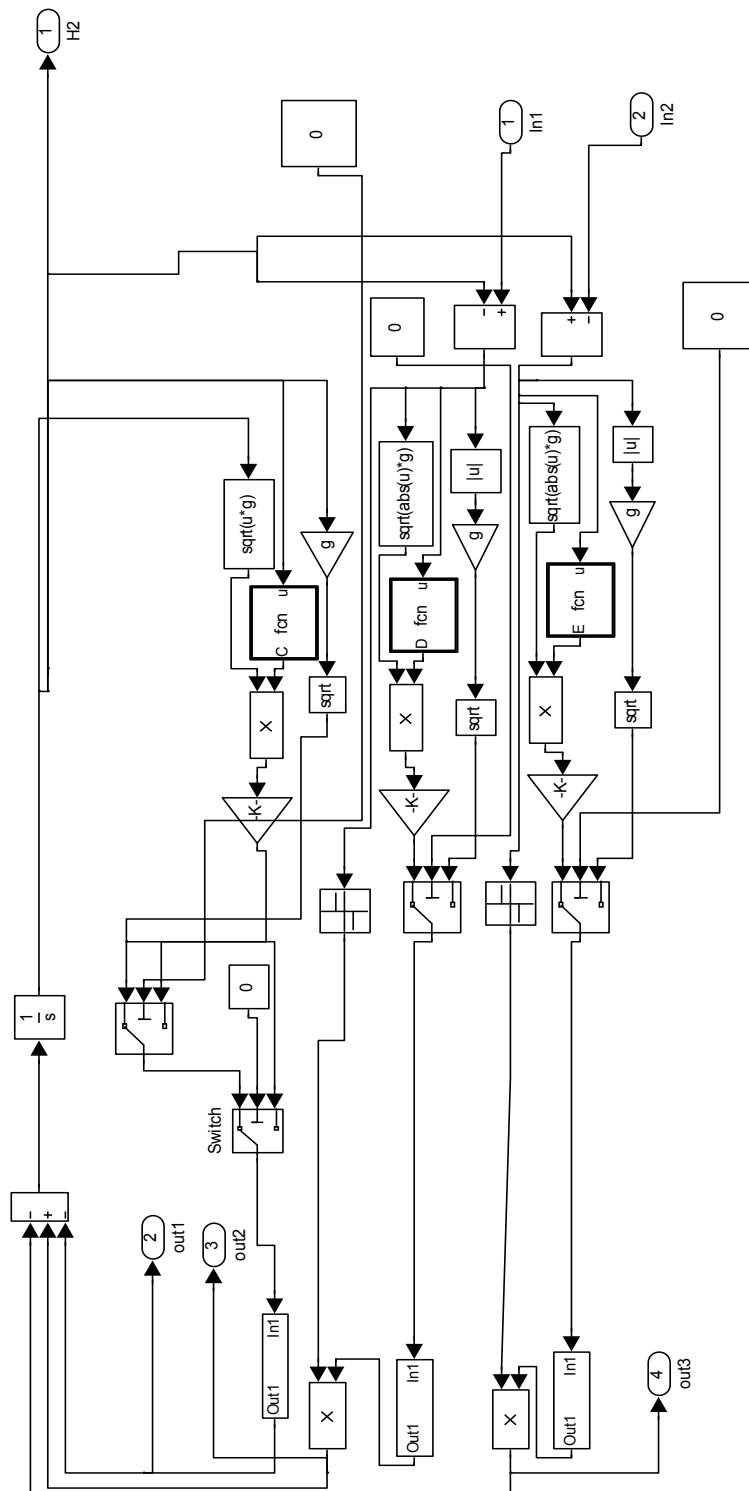 1
H2
0
1
In1
2
In2
−
+
+
−
0
0
sqrt(u*g)
sqrt(abs(u)*g)
|u|
sqrt(abs(u)*g)
|u|
g
g
g
C fcn u
D fcn u
E fcn u
X
sqrt
X
sqrt
X
sqrt
-K-
-K-
-K-
0
1
s
Switch
−
+
−
2
out1
3
out2
Out1 In1
X
Out1 In1
X
Out1 In1
4
out3